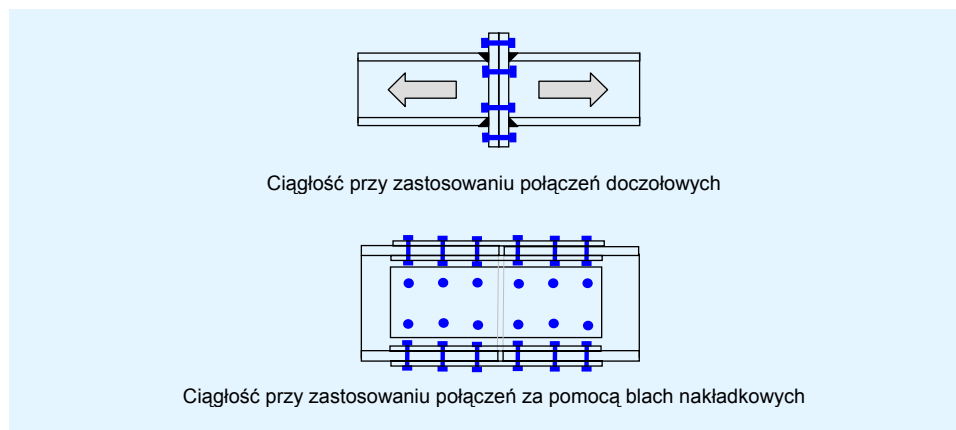 Ciągłość przy zastosowaniu połączeń doczołowych
Ciągłość przy zastosowaniu połączeń za pomocą blach nakładkowych